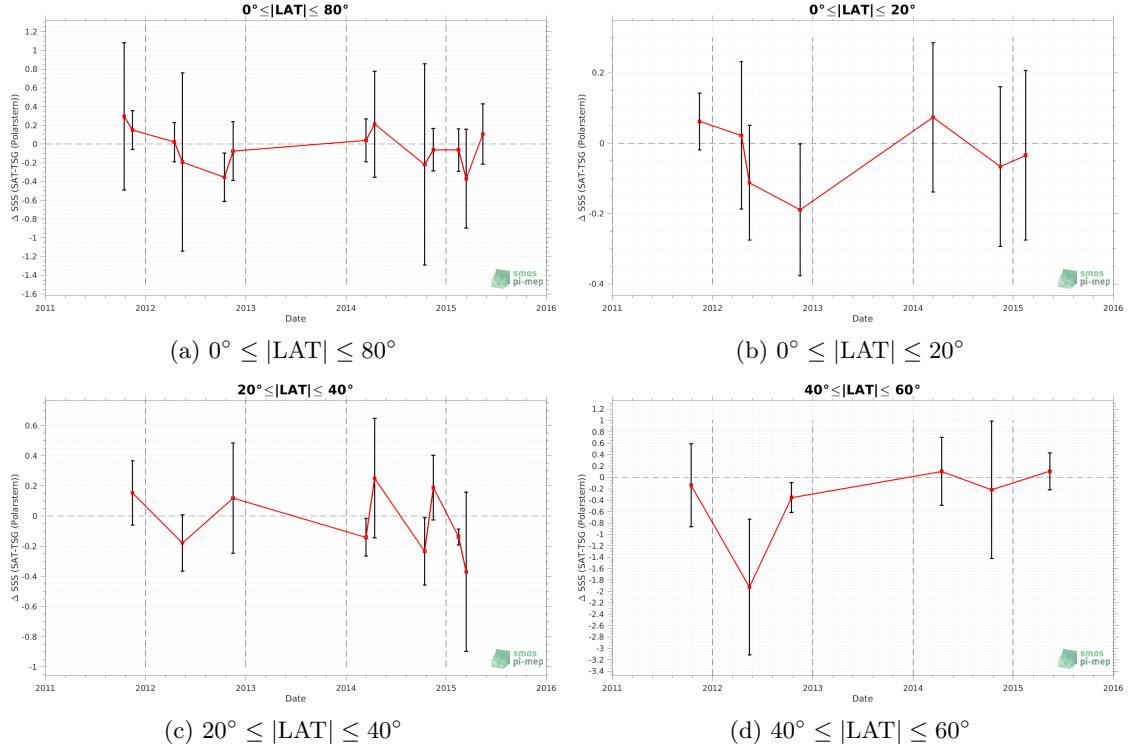 0°≤|LAT|≤ 80°
1.2
1
0.8
0.6
0.4
0.2
0
-0.2
-0.4
-0.6
-0.8
-1
-1.2
-1.4
-1.6
Δ SSS (SAT-TSG (Polarstern))
2011 2012 2013 2014 2015 2016
Date
smos
pi-mep
(a) 0° ≤ |LAT| ≤ 80°
0°≤|LAT|≤ 20°
0.2
0
-0.2
-0.4
Δ SSS (SAT-TSG (Polarstern))
2011 2012 2013 2014 2015 2016
Date
smos
pi-mep
(b) 0° ≤ |LAT| ≤ 20°
20°≤|LAT|≤ 40°
0.6
0.4
0.2
0
-0.2
-0.4
-0.6
-0.8
-1
Δ SSS (SAT-TSG (Polarstern))
2011 2012 2013 2014 2015 2016
Date
smos
pi-mep
(c) 20° ≤ |LAT| ≤ 40°
40°≤|LAT|≤ 60°
1.2
1
0.8
0.6
0.4
0.2
0
-0.2
-0.4
-0.6
-0.8
-1
-1.2
-1.4
-1.6
-1.8
-2
-2.2
-2.4
-2.6
-2.8
-3
-3.2
-3.4
Δ SSS (SAT-TSG (Polarstern))
2011 2012 2013 2014 2015 2016
Date
smos
pi-mep
(d) 40° ≤ |LAT| ≤ 60°